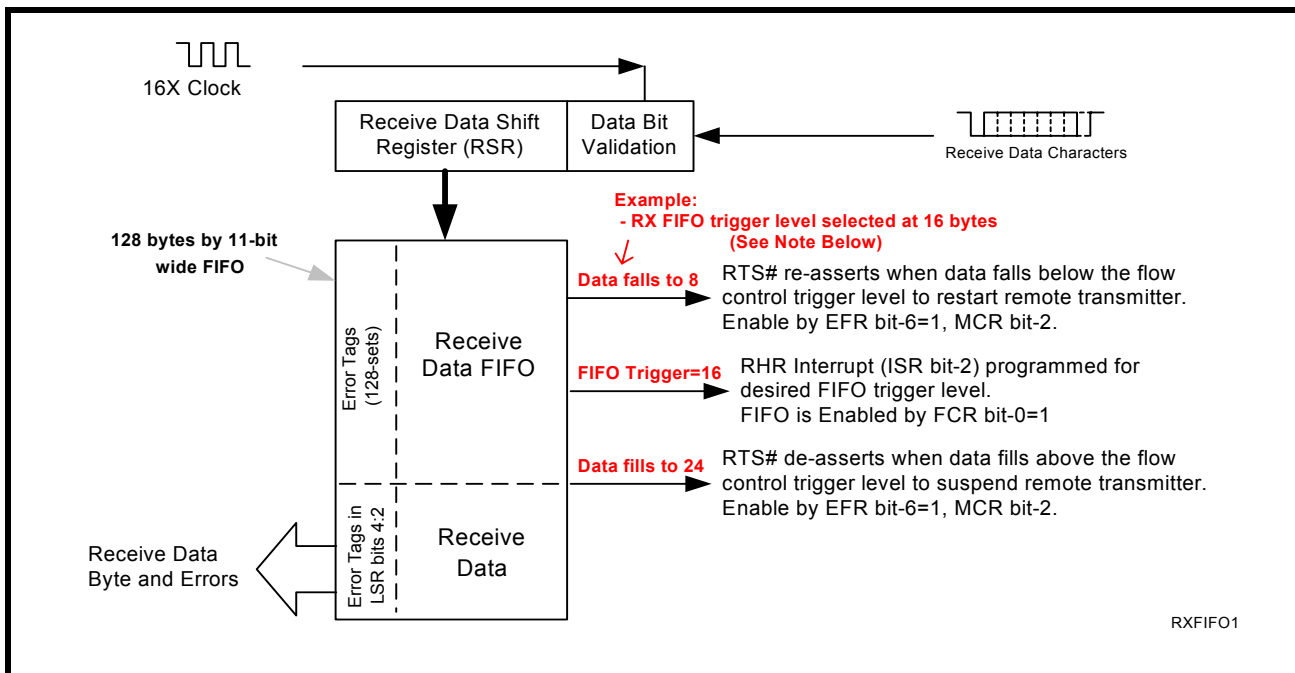 16X Clock
Receive Data Shift
Register (RSR)
Data Bit
Validation
Receive Data Characters
128 bytes by 11-bit
wide FIFO
Example:
- RX FIFO trigger level selected at 16 bytes
(See Note Below)
Error Tags
(128-sets)
Receive
Data FIFO
Data falls to 8
RTS# re-asserts when data falls below the flow
control trigger level to restart remote transmitter.
Enable by EFR bit-6=1, MCR bit-2.
FIFO Trigger=16
RHR Interrupt (ISR bit-2) programmed for
desired FIFO trigger level.
FIFO is Enabled by FCR bit-0=1
Data fills to 24
RTS# de-asserts when data fills above the flow
control trigger level to suspend remote transmitter.
Enable by EFR bit-6=1, MCR bit-2.
Error Tags in
LSR bits 4:2
Receive
Data
Receive Data
Byte and Errors
RXFIFO1